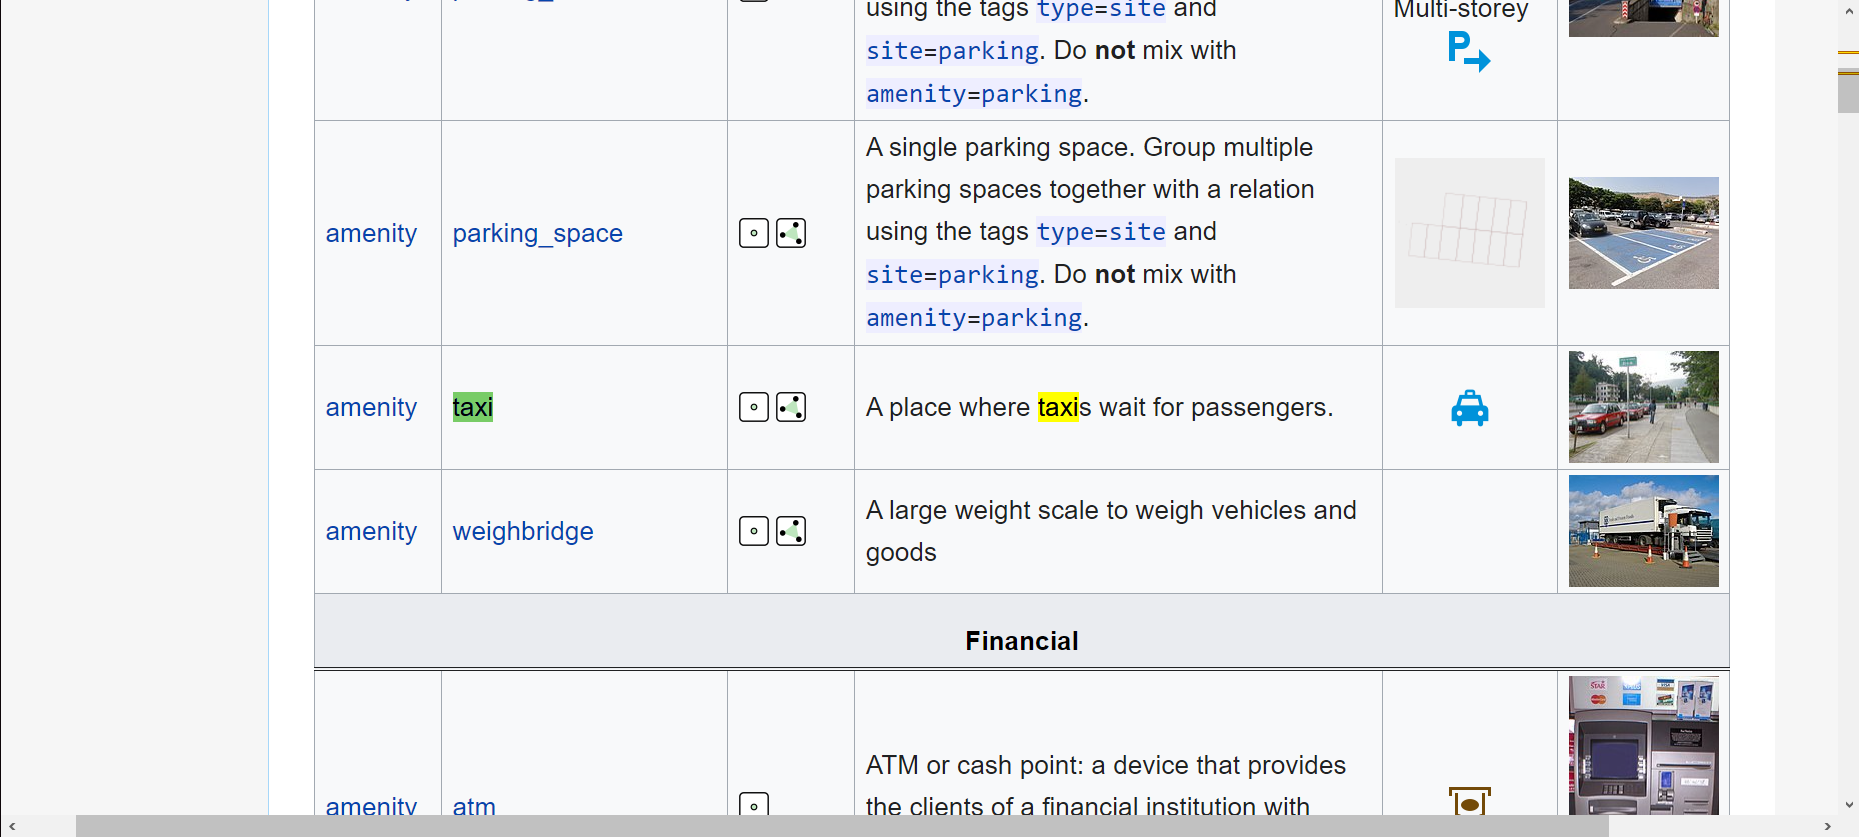 using the tags type=site and
site=parking. Do not mix with
amenity=parking.
Multi-storey
P
amenity
parking_space
A single parking space. Group multiple
parking spaces together with a relation
using the tags type=site and
site=parking. Do not mix with
amenity=parking.
amenity
taxi
A place where taxis wait for passengers.
amenity
weighbridge
A large weight scale to weigh vehicles and
goods
Financial
amenity
atm
ATM or cash point: a device that provides
the clients of a financial institution with
STAR